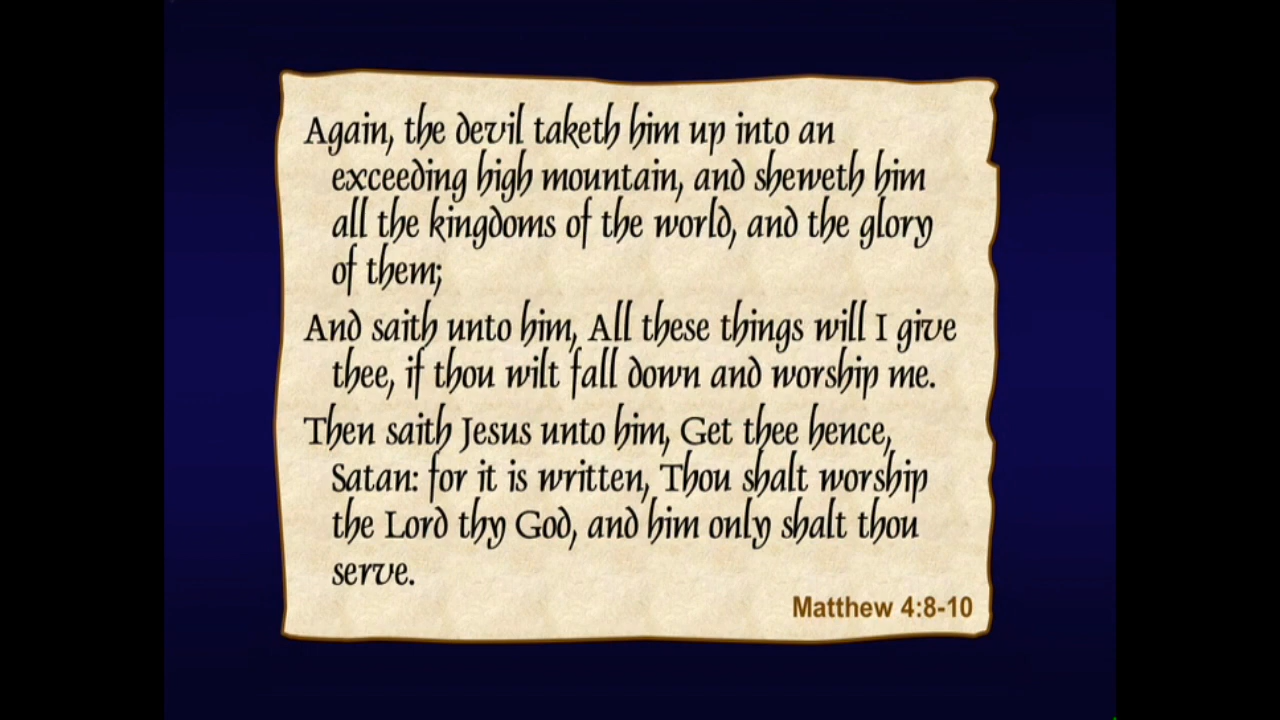 Again, the devil taketh him up into an
exceeding high mountain, and sheweth him
all the kingdoms of the world, and the glory
of them;
And saith unto him, All these things will I give
thee, if thou wilt fall down and worship me.
Then saith Jesus unto him, Get thee hence,
Satan: for it is written, Thou shalt worship
the Lord thy God, and him only shalt thou
serve.
Matthew 4:8-10